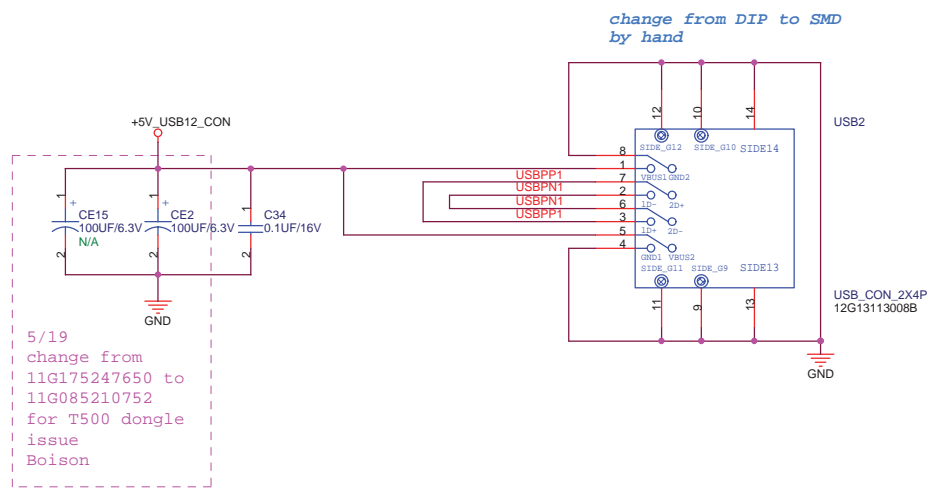 change from DIP to SMD
by hand
+5V_USB12_CON
12
10
14
USB2
SIDE_G12
SIDE_G10
SIDE14
8
1
VBUS1
GND2
USBPP1
7
USBPN1
2
1D-
2D+
USBPN1
6
USBPP1
3
1D+
2D-
5
4
GND1
VBUS2
SIDE_G11
SIDE_G9
SIDE13
11
9
13
USB_CON_2X4P
12G13113008B
GND
1
+
CE15
100UF/6.3V
N/A
2
1
+
CE2
100UF/6.3V
2
1
C34
0.1UF/16V
2
GND
5/19
change from
11G175247650 to
11G085210752
for T500 dongle
issue
Boison